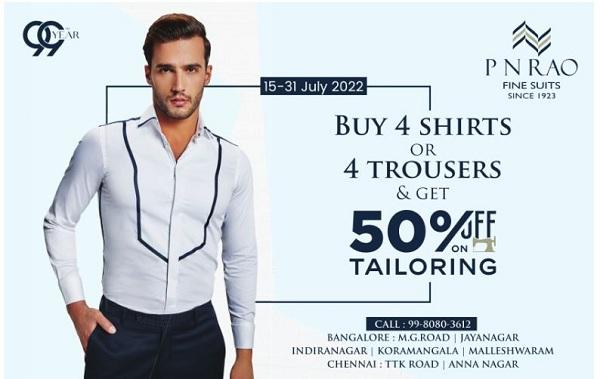 99 YEAR
P N RAO
FINE SUITS
SINCE 1923
15-31 July 2022
BUY 4 SHIRTS
OR
4 TROUSERS
& GET
50% OFF
ON
TAILORING
CALL : 99-8080-3612
BANGALORE : M.G.ROAD | JAYANAGAR
INDIRANAGAR | KORAMANGALA | MALLESHWARAM
CHENNAI : TTK ROAD | ANNA NAGAR